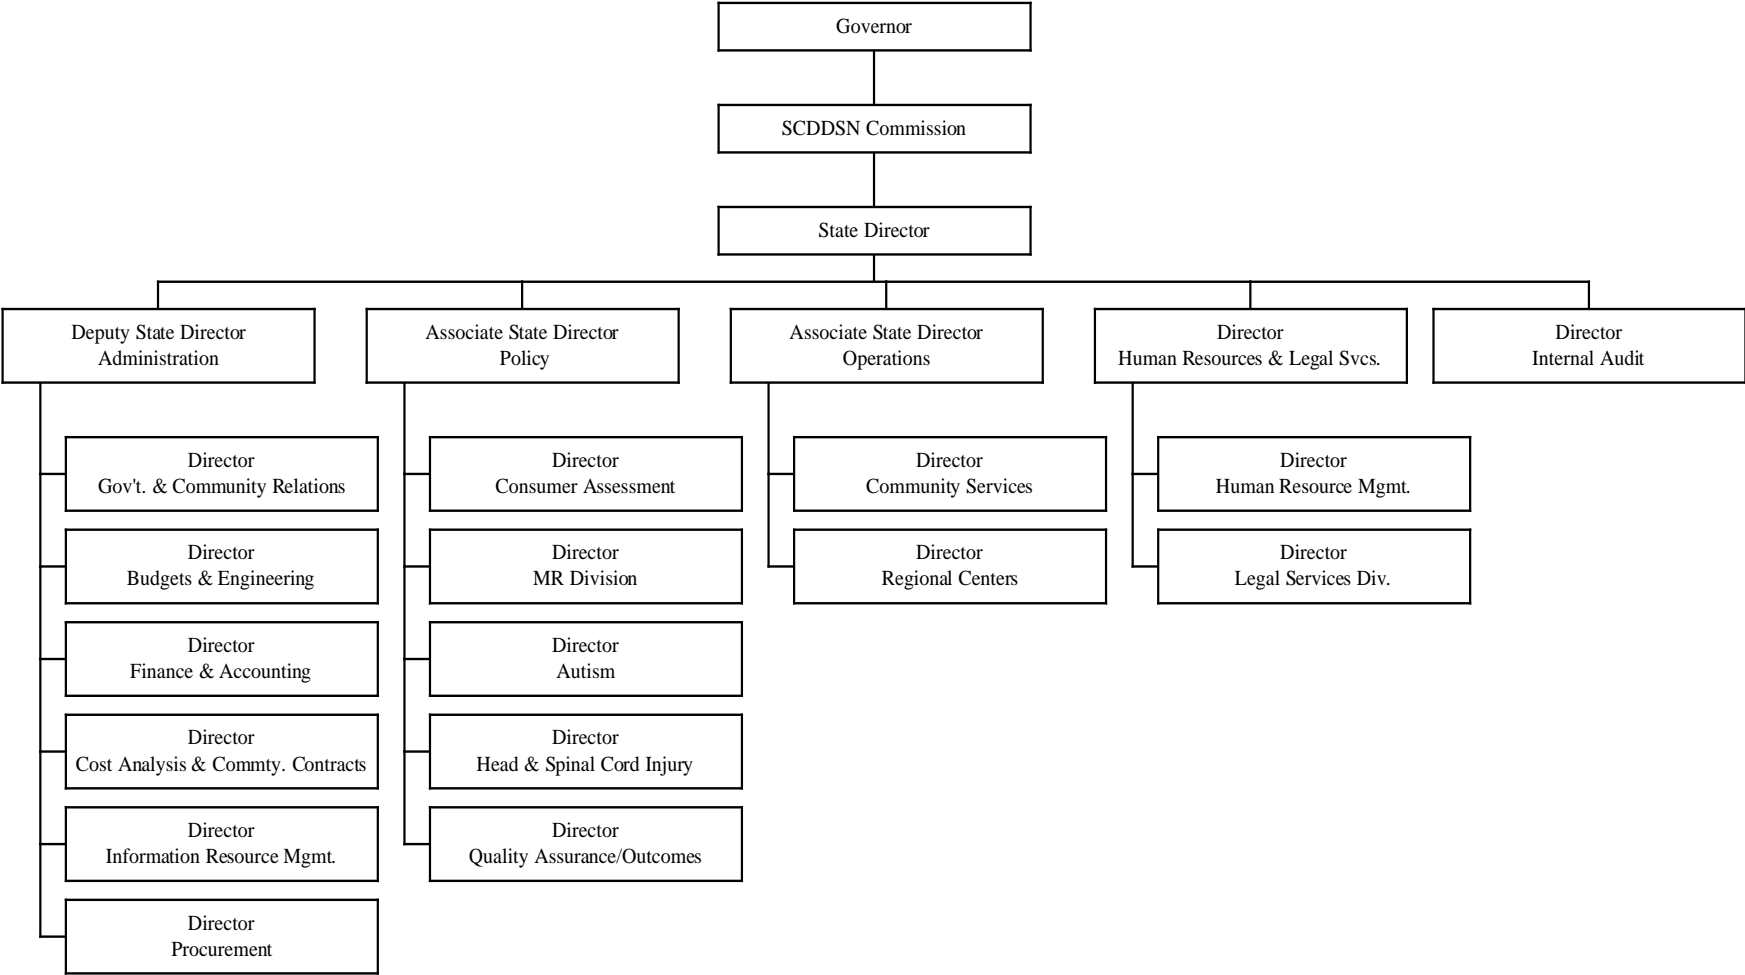 Governor
SCDDSN Commission
State Director
Deputy State Director
Administration
Associate State Director
Policy
Associate State Director
Operations
Director
Human Resources & Legal Svcs.
Director
Internal Audit
Director
Gov't. & Community Relations
Director
Budgets & Engineering
Director
Finance & Accounting
Director
Cost Analysis & Commty. Contracts
Director
Information Resource Mgmt.
Director
Procurement
Director
Consumer Assessment
Director
MR Division
Director
Autism
Director
Head & Spinal Cord Injury
Director
Quality Assurance/Outcomes
Director
Community Services
Director
Regional Centers
Director
Human Resource Mgmt.
Director
Legal Services Div.